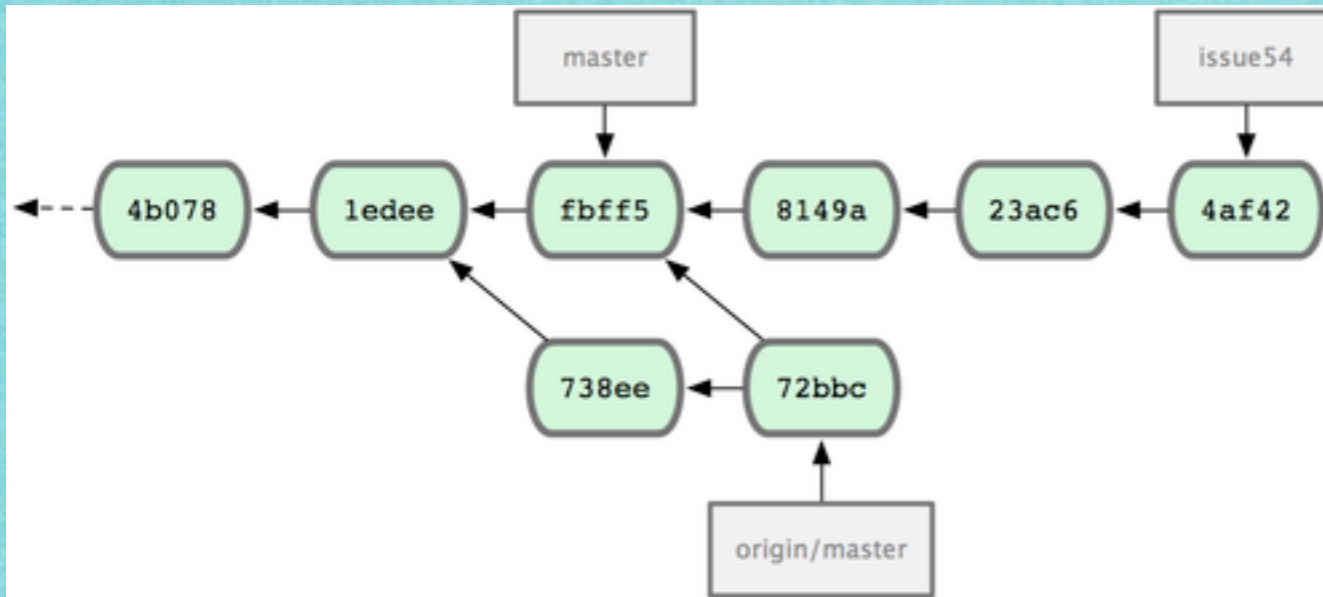 master
issue54
4b078
1edee
fbff5
8149a
23ac6
4af42
738ee
72bbc
origin/master